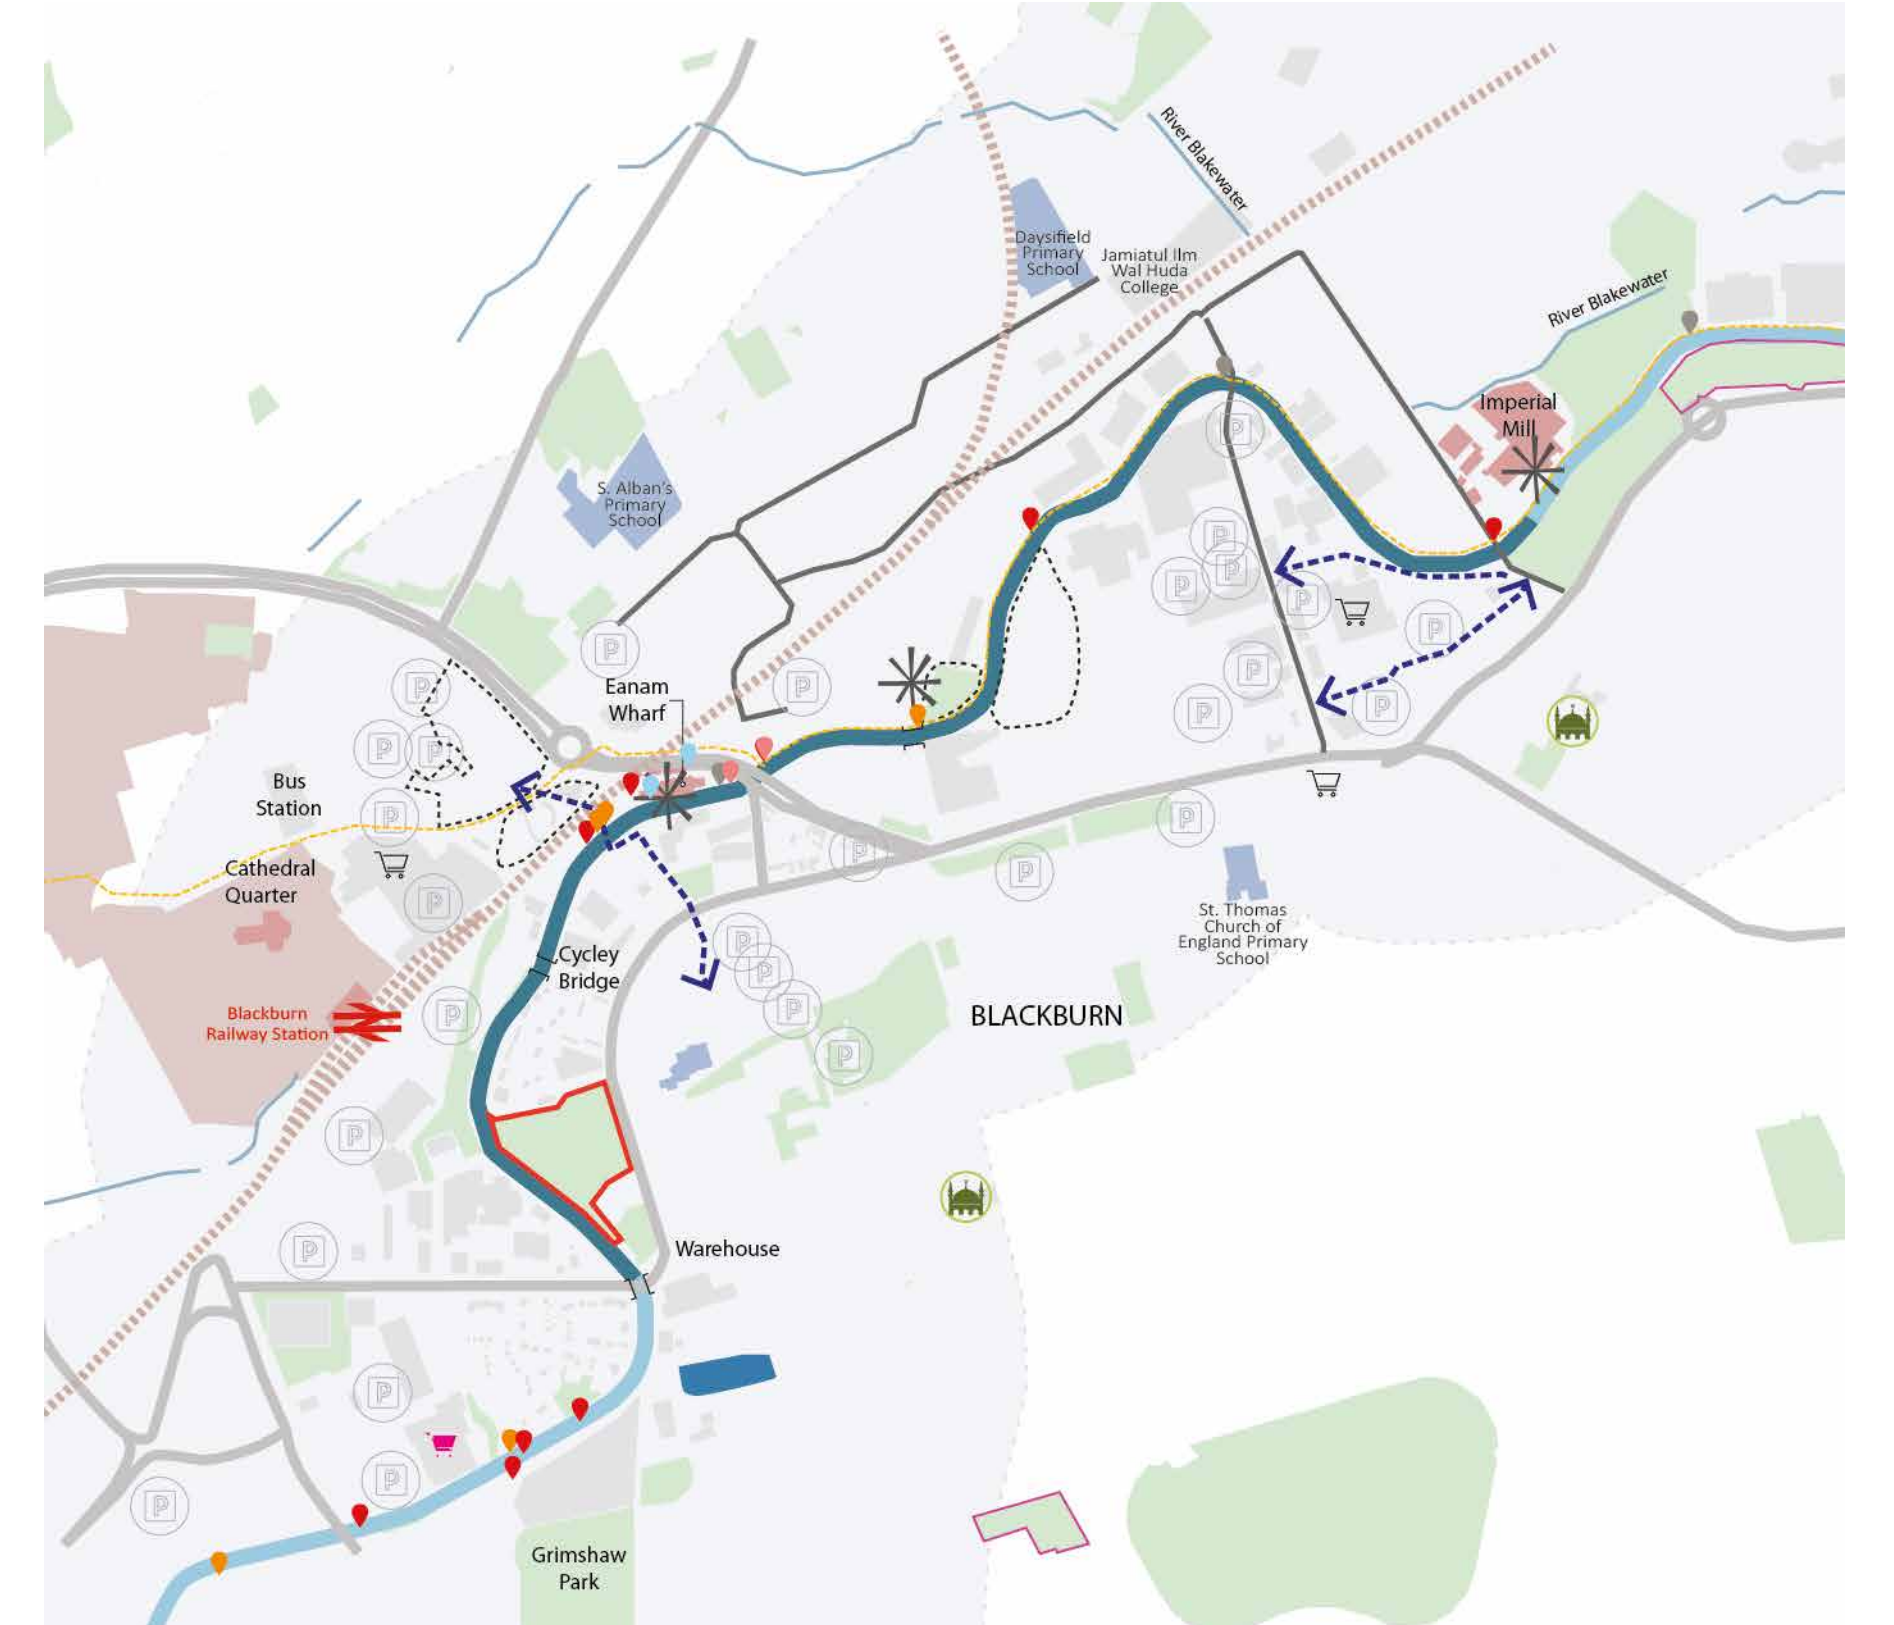 River Blakewater
Daysifield
Primary
School
Jamiatul Ilm
Wal Huda
College
River Blakewater
Imperial
Mill
S. Alban's
Primary
School
P
P
P
P
P
P
P
Eanam
Wharf
P
P
P
P
P
P
P
P
Bus
Station
P
P
P
Cathedral
Quarter
P
P
St. Thomas
Church of
England Primary
School
P
Cycley
Bridge
P
P
P
BLACKBURN
Blackburn
Railway Station
P
P
P
Warehouse
P
P
P
Grimshaw
Park